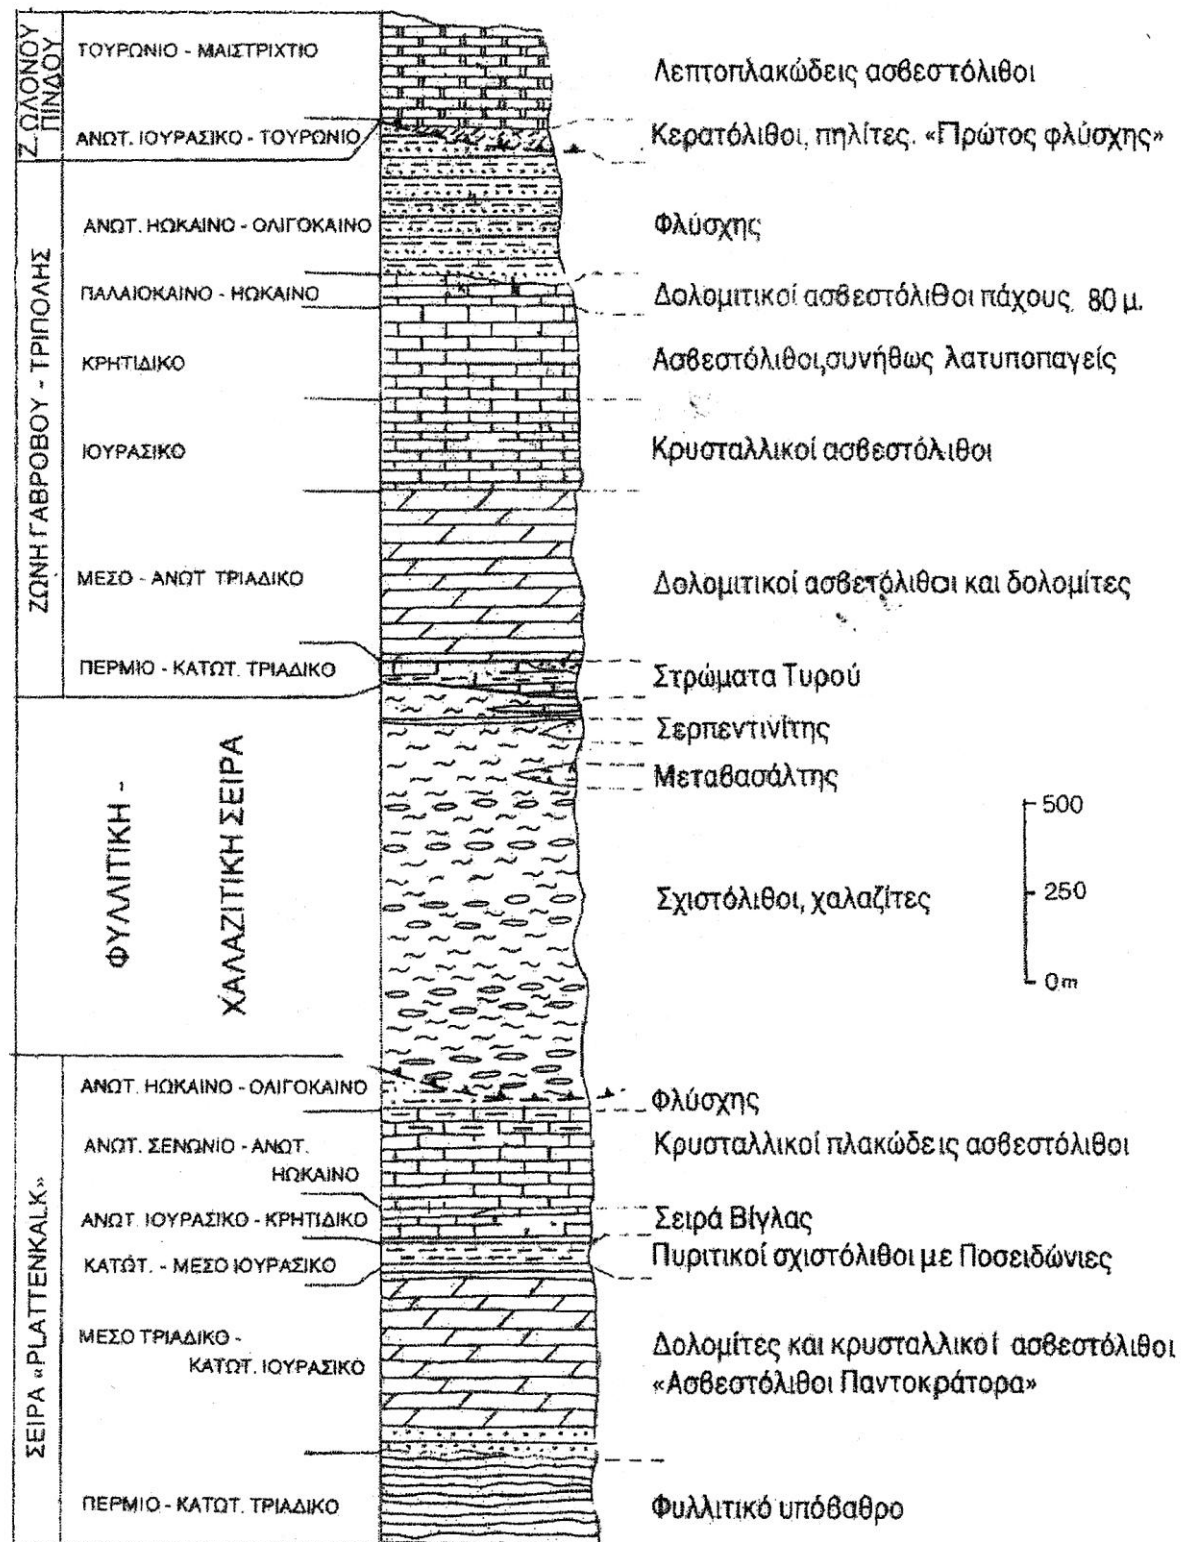 Ζ. ΩΛΟΝΟΥ -
ΠΙΝΔΟΥ
ΤΟΥΡΩΝΙΟ - ΜΑΙΣΤΡΙΧΤΙΟ
Λεπτοπλακώδεις ασβεστόλιθοι
ΑΝΩΤ. ΙΟΥΡΑΣΙΚΟ - ΤΟΥΡΩΝΙΟ
Κερατόλιθοι, πηλίτες. «Πρώτος φλύσχης»
ΖΩΝΗ ΓΑΒΡΟΒΟΥ - ΤΡΙΠΟΛΗΣ
ΑΝΩΤ. ΗΩΚΑΙΝΟ - ΟΛΙΓΟΚΑΙΝΟ
Φλύσχης
ΠΑΛΑΙΟΚΑΙΝΟ - ΗΩΚΑΙΝΟ
Δολομιτικοί ασβεστόλιθοι πάχους 80 μ.
ΚΡΗΤΙΔΙΚΟ
Ασβεστόλιθοι,συνήθως λατυποπαγείς
ΙΟΥΡΑΣΙΚΟ
Κρυσταλλικοί ασβεστόλιθοι
ΜΕΣΟ - ΑΝΩΤ ΤΡΙΑΔΙΚΟ
Δολομιτικοί ασβετόλιθοι και δολομίτες
ΠΕΡΜΙΟ - ΚΑΤΩΤ. ΤΡΙΑΔΙΚΟ
Στρώματα Τυρού
ΦΥΛΛΙΤΙΚΗ -
ΧΑΛΑΖΙΤΙΚΗ ΣΕΙΡΑ
Σερπεντινίτης
Μεταβασάλτης
500
250
0m
Σχιστόλιθοι, χαλαζίτες
ΣΕΙΡΑ «PLATTENKALK»
ΑΝΩΤ. ΗΩΚΑΙΝΟ - ΟΛΙΓΟΚΑΙΝΟ
Φλύσχης
ΑΝΩΤ. ΣΕΝΩΝΙΟ - ΑΝΩΤ.
ΗΩΚΑΙΝΟ
Κρυσταλλικοί πλακώδεις ασβεστόλιθοι
ΑΝΩΤ. ΙΟΥΡΑΣΙΚΟ - ΚΡΗΤΙΔΙΚΟ
Σειρά Βίγλας
ΚΑΤΩΤ. - ΜΕΣΟ ΙΟΥΡΑΣΙΚΟ
Πυριτικοί σχιστόλιθοι με Ποσειδώνιες
ΜΕΣΟ ΤΡΙΑΔΙΚΟ -
ΚΑΤΩΤ. ΙΟΥΡΑΣΙΚΟ
Δολομίτες και κρυσταλλικοί ασβεστόλιθοι
«Ασβεστόλιθοι Παντοκράτορα»
ΠΕΡΜΙΟ - ΚΑΤΩΤ. ΤΡΙΑΔΙΚΟ
Φυλλιτικό υπόβαθρο